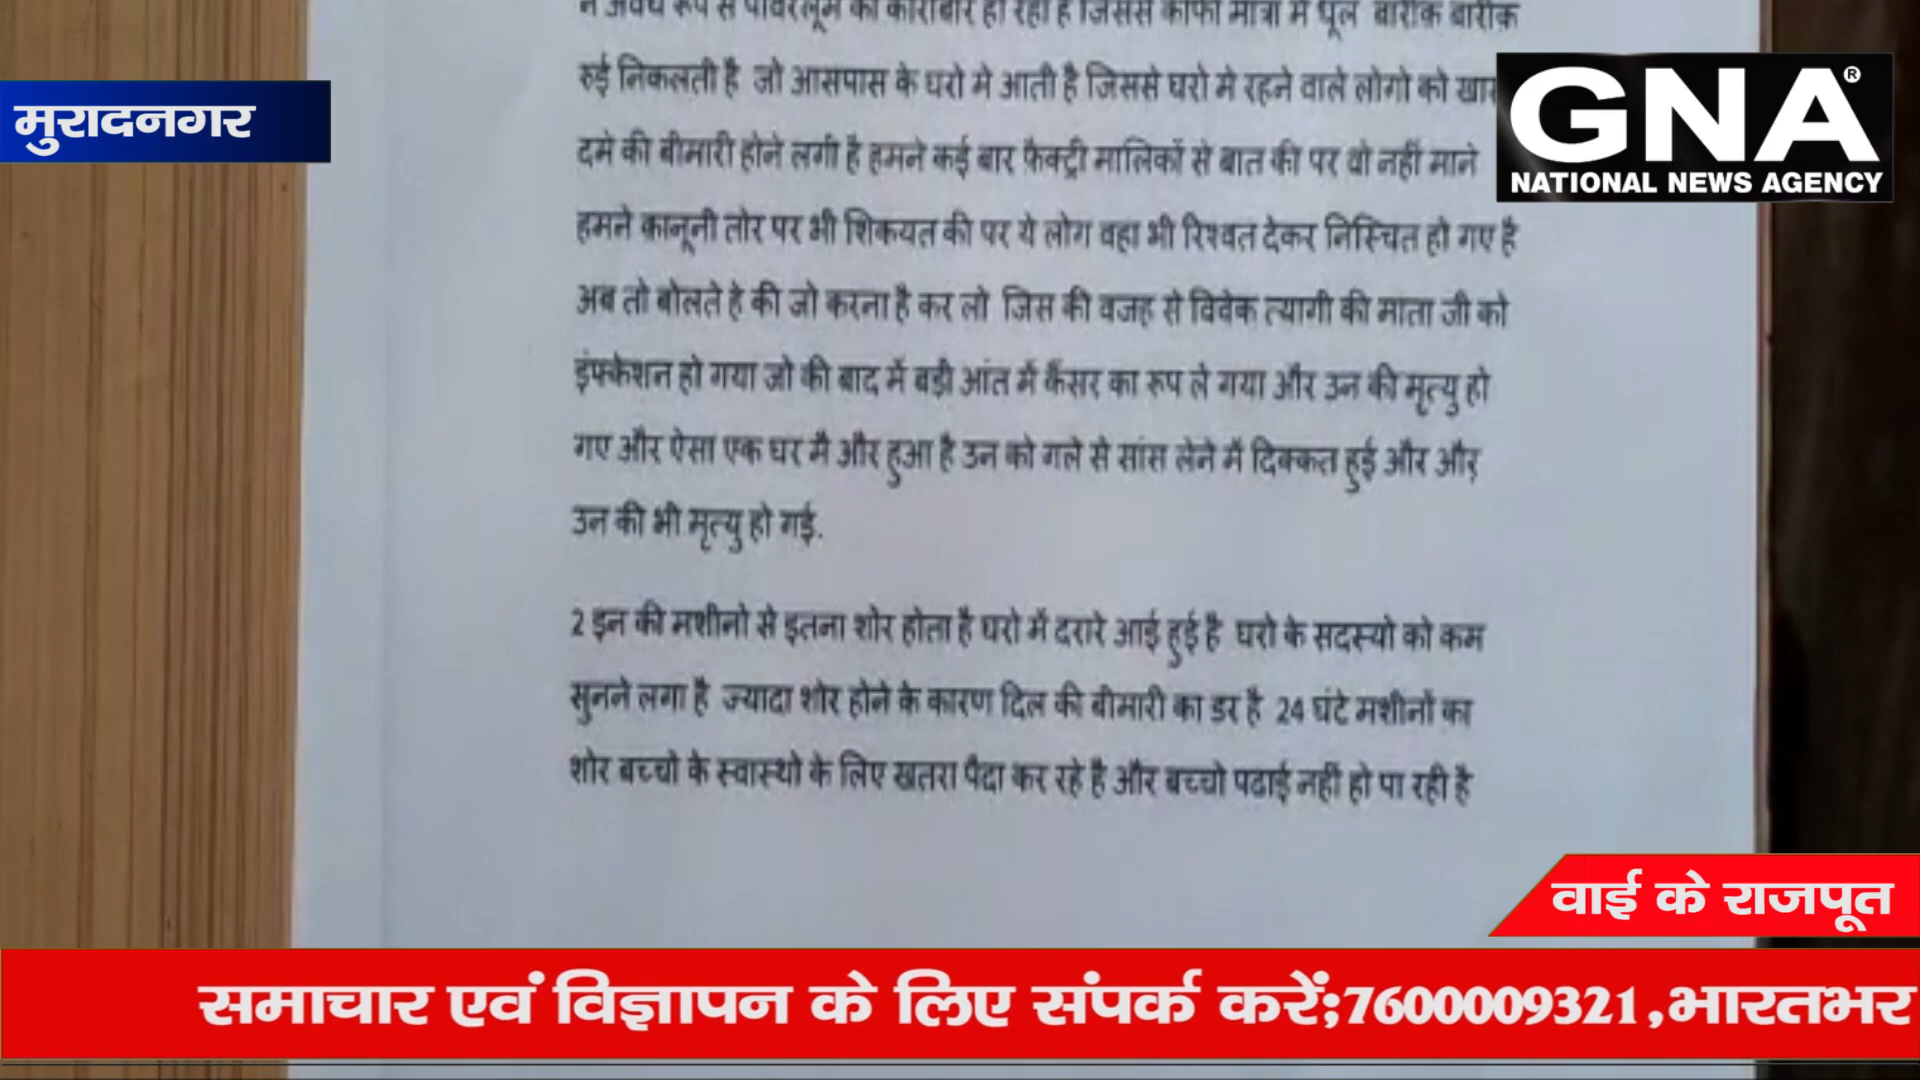 ने अवैध रूप से पावरलूम का कारोबार हो रहा है जिससे काफी मात्रा मे धूल बारीक बारीक
रुई निकलती है जो आसपास के घरो मे आती है जिससे घरो मे रहने वाले लोगो को
दमे की बीमारी होने लगी है हमने कई बार फ़ैक्ट्री मालिकों से बात की पर वो नहीं माने
हमने क़ानूनी तोर पर भी शिकयत की पर ये लोग वहा भी रिश्वत देकर निस्चित हो गए है
अब तो बोलते हे की जो करना है कर लो जिस की वजह से विवेक त्यागी की माता जी को
इंफ्केशन हो गया जो की बाद में बड़ी आंत में कैंसर का रूप ले गया और उन की मृत्यु हो
गए और ऐसा एक घर मै और हुआ है उन को गले से सांस लेने में दिक्कत हुई और और
उन की भी मृत्यु हो गई.
2 इन की मशीनो से इतना शोर होता है घरो में दरारे आई हुई है घरो के सदस्यो को कम
सुनने लगा है ज्यादा शोर होने के कारण दिल की बीमारी का डर है 24 घंटे मशीनों का
शोर बच्चो के स्वास्थो के लिए खतरा पैदा कर रहे है और बच्चो पढाई नहीं हो पा रही है
मुरादनगर
GNA®
NATIONAL NEWS AGENCY
वाई के राजपूत
समाचार एवं विज्ञापन के लिए संपर्क करें;7600009321,भारतभर